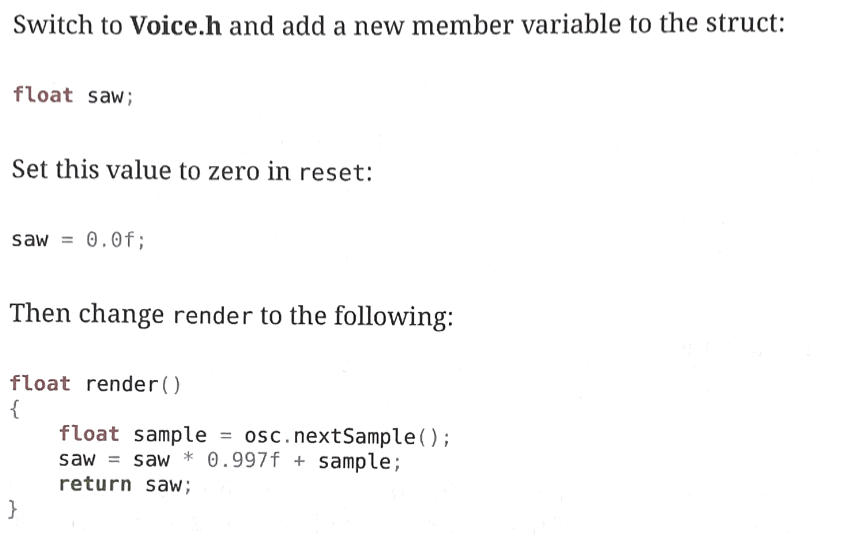 Switch to Voice.h and add a new member variable to the struct:
float saw;
Set this value to zero in reset:
saw = 0.0f;
Then change render to the following:
float render()
{
    float sample = osc.nextSample();
    saw = saw * 0.997f + sample;
    return saw;
}